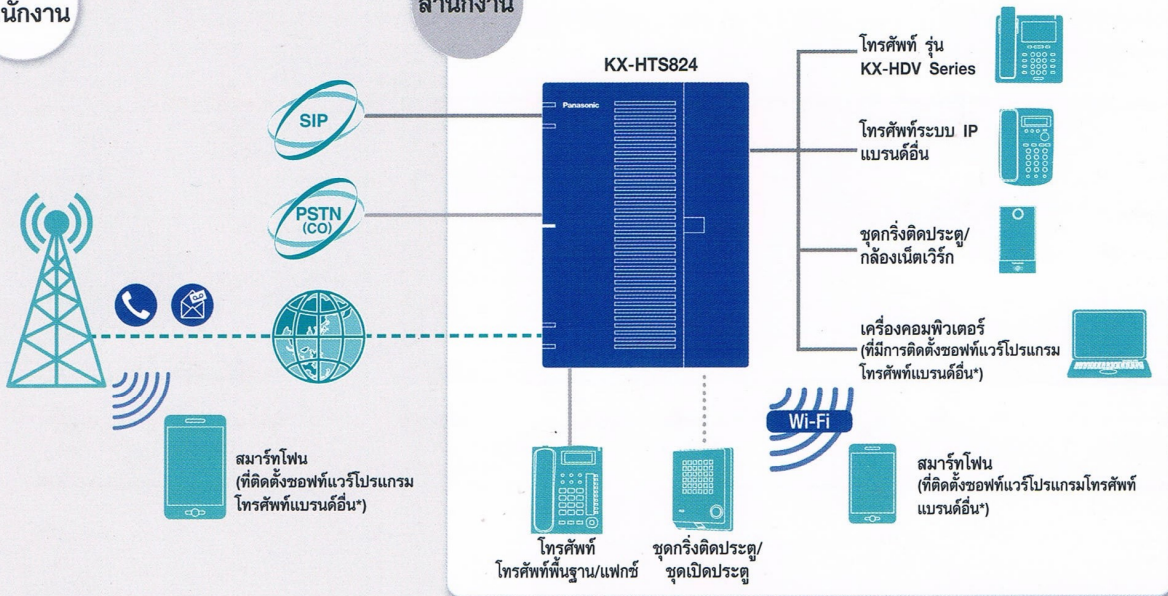 นักงาน
สำนักงาน
KX-HTS824
Panasonic
SIP
PSTN
(CO)
โทรศัพท์ รุ่น
KX-HDV Series
โทรศัพท์ระบบ IP
แบรนด์อื่น
ชุดกริ่งติดประตู/
กล้องเน็ตเวิร์ก
เครื่องคอมพิวเตอร์
(ที่มีการติดตั้งซอฟท์แวร์โปรแกรม
โทรศัพท์แบรนด์อื่น*)
Wi-Fi
สมาร์ทโฟน
(ที่ติดตั้งซอฟท์แวร์โปรแกรม
โทรศัพท์แบรนด์อื่น*)
สมาร์ทโฟน
(ที่ติดตั้งซอฟท์แวร์โปรแกรมโทรศัพท์
แบรนด์อื่น*)
โทรศัพท์
โทรศัพท์พื้นฐาน/แฟกซ์
ชุดกริ่งติดประตู/
ชุดเปิดประตู